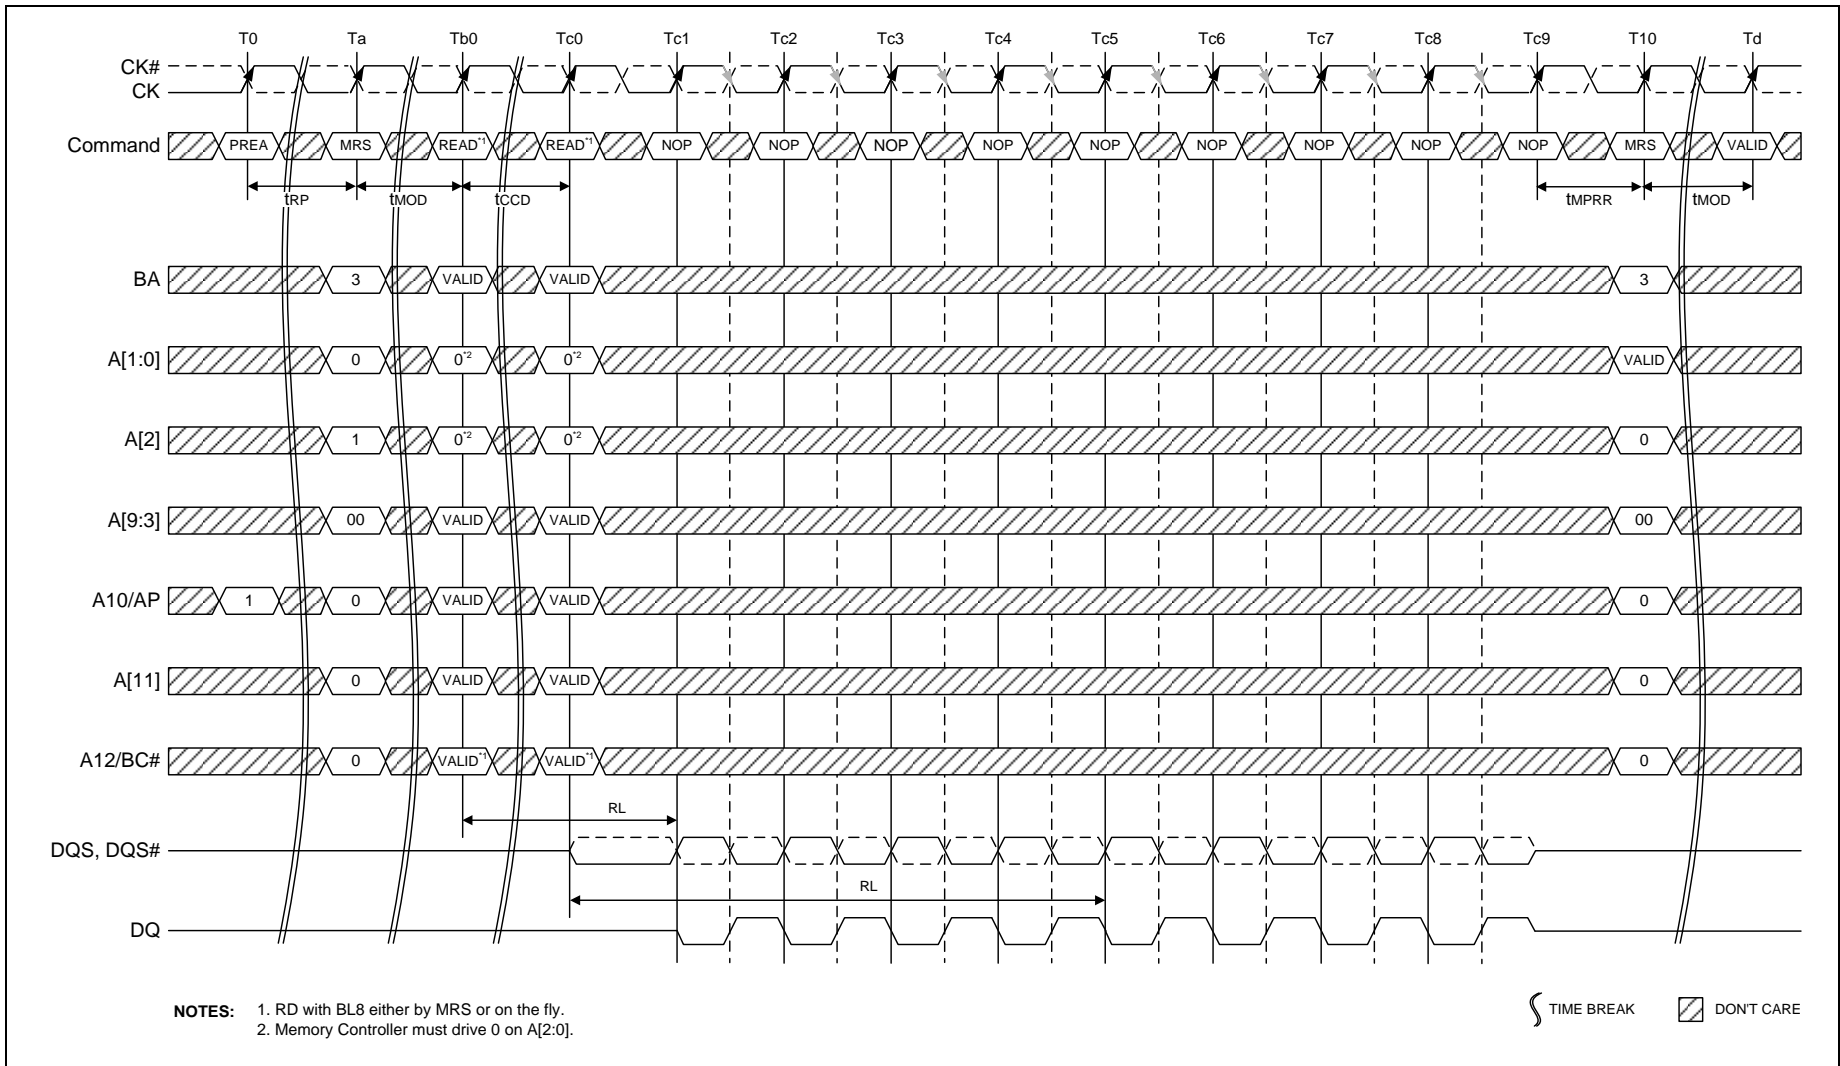 T0 Ta Tb0 Tc0 Tc1 Tc2 Tc3 Tc4 Tc5 Tc6 Tc7 Tc8 Tc9 T10 Td
CK#
CK
Command PREA MRS READ*1 READ*1 NOP NOP NOP NOP NOP NOP NOP NOP NOP MRS VALID
tRP tMOD tCCD tMPRR tMOD
BA 3 VALID VALID 3
A[1:0] 0 0*2 0*2 VALID
A[2] 1 0*2 0*2 0
A[9:3] 00 VALID VALID 00
A10/AP 1 0 VALID VALID 0
A[11] 0 VALID VALID 0
A12/BC# 0 VALID*1 VALID*1 0
RL
DQS, DQS#
RL
DQ
NOTES: 1. RD with BL8 either by MRS or on the fly.
2. Memory Controller must drive 0 on A[2:0].
TIME BREAK DON'T CARE